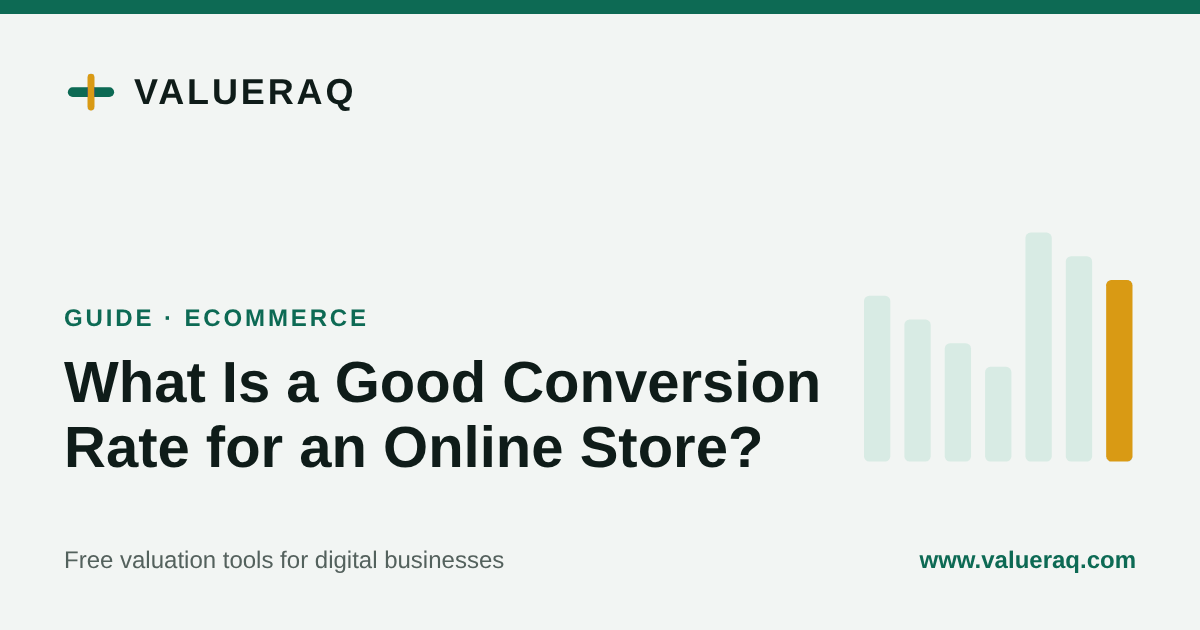 VALUERAQ
GUIDE · ECOMMERCE
What Is a Good Conversion
Rate for an Online Store?
Free valuation tools for digital businesses
www.valueraq.com